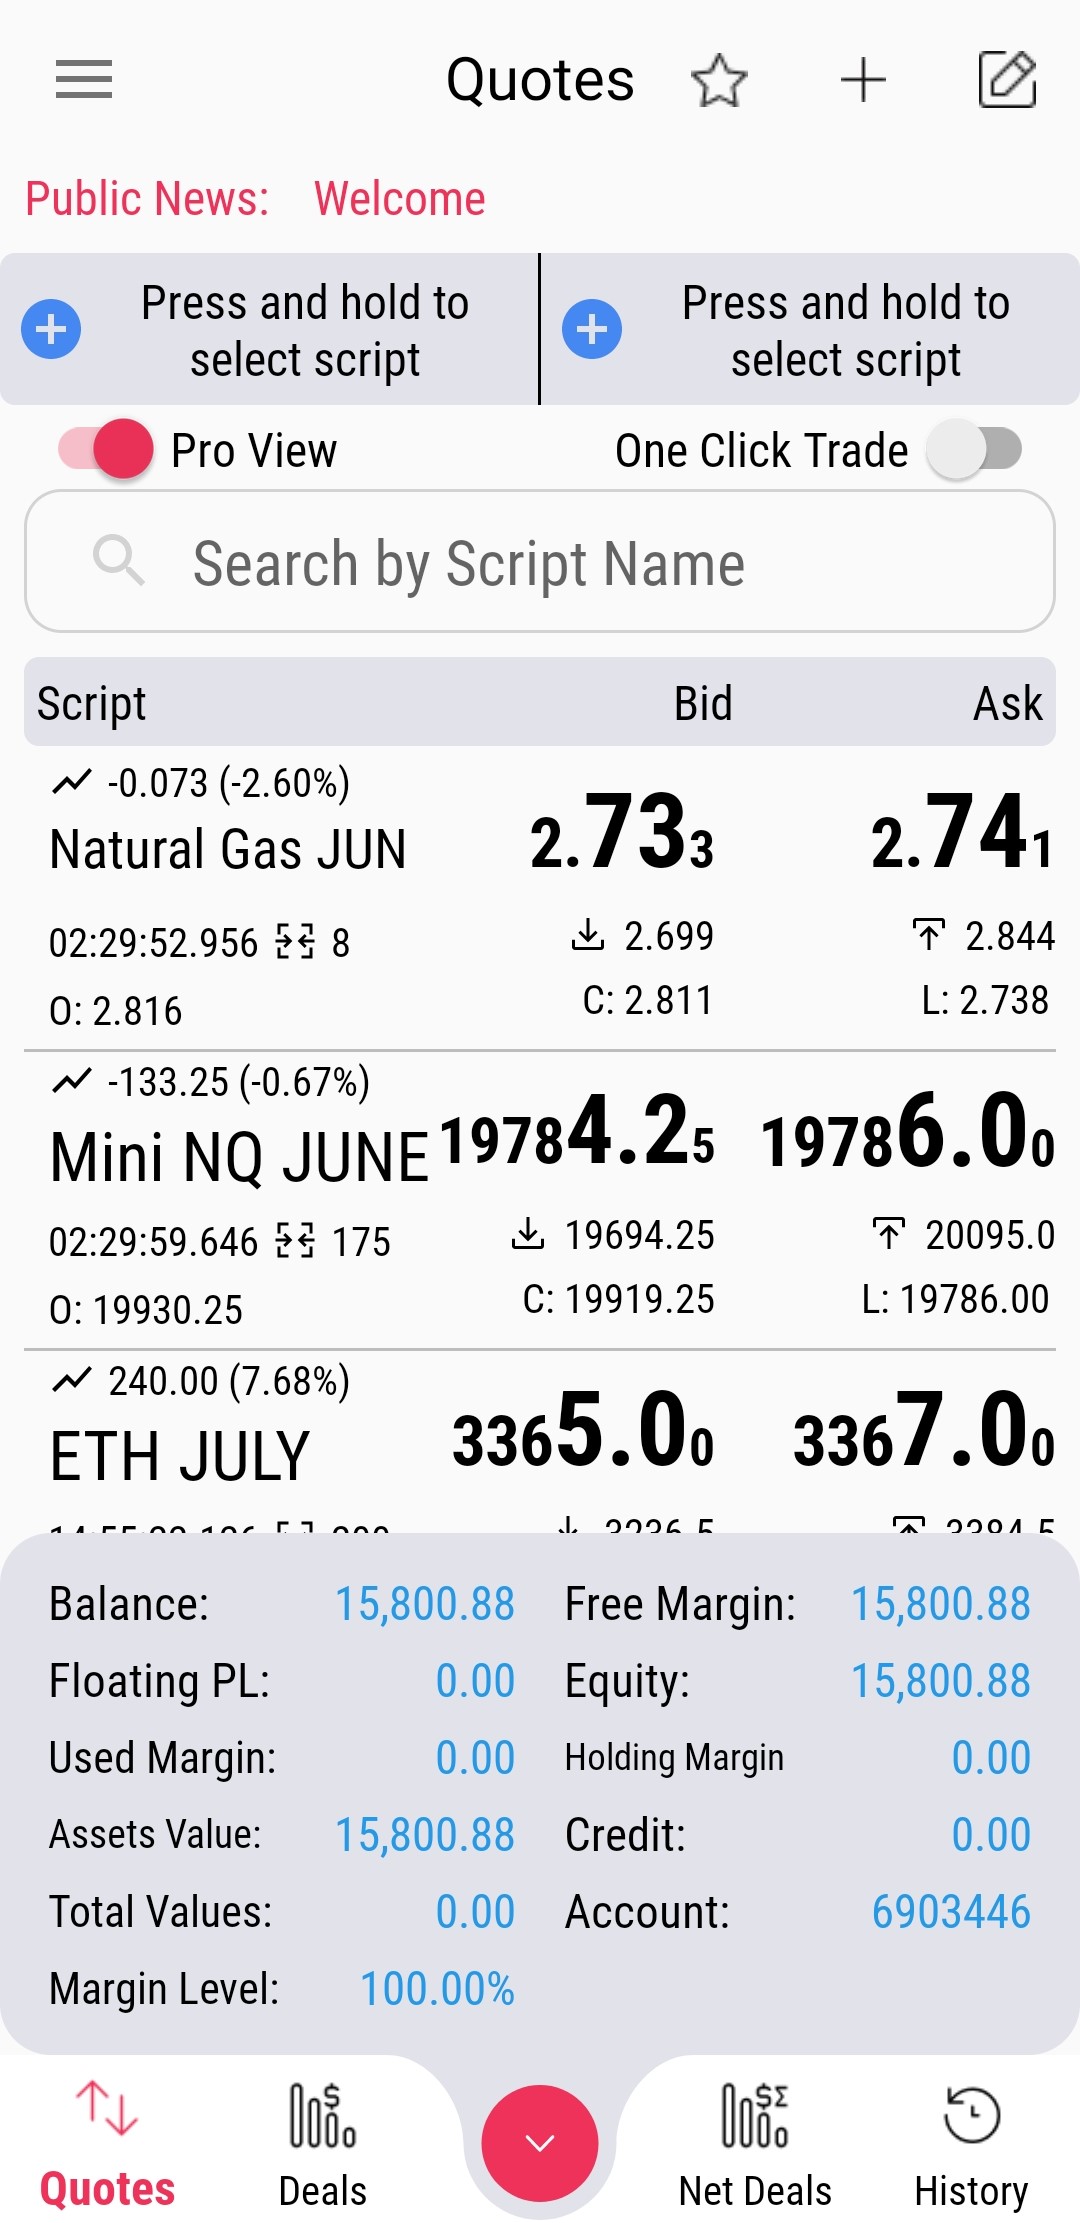 Quotes
Public News: Welcome
Press and hold to
select script
Press and hold to
select script
Pro View
One Click Trade
Search by Script Name
Script Bid Ask
-0.073 (-2.60%)
Natural Gas JUN 2.733 2.741
02:29:52.956 8 2.699 2.844
O: 2.816 C: 2.811 L: 2.738
-133.25 (-0.67%)
Mini NQ JUNE 19784.25 19786.00
02:29:59.646 175 19694.25 20095.0
O: 19930.25 C: 19919.25 L: 19786.00
240.00 (7.68%)
ETH JULY 3365.00 3367.00
3236.5 3384.5
Balance: 15,800.88 Free Margin: 15,800.88
Floating PL: 0.00 Equity: 15,800.88
Used Margin: 0.00 Holding Margin 0.00
Assets Value: 15,800.88 Credit: 0.00
Total Values: 0.00 Account: 6903446
Margin Level: 100.00%
Quotes Deals Net Deals History